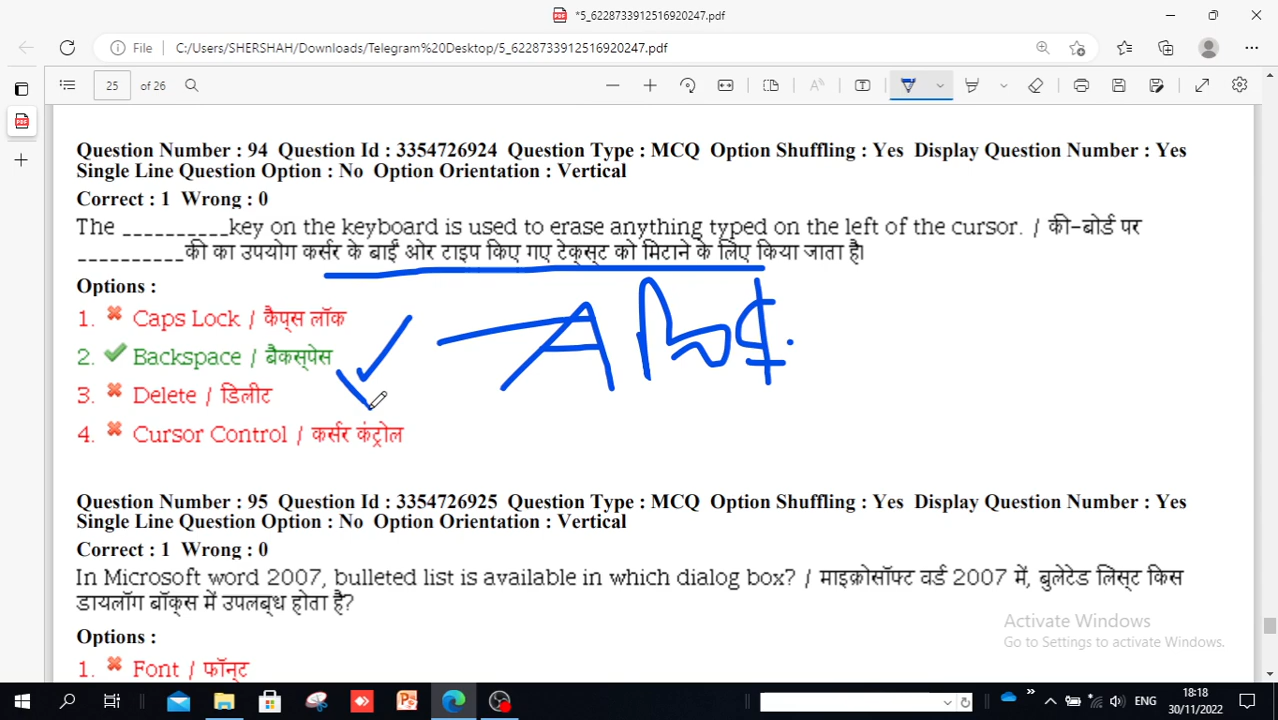 *5_6228733912516920247.pdf
File C:/Users/SHERSHAH/Downloads/Telegram%20Desktop/5_6228733912516920247.pdf
25 of 26
Question Number : 94 Question Id : 3354726924 Question Type : MCQ Option Shuffling : Yes Display Question Number : Yes
Single Line Question Option : No Option Orientation : Vertical
Correct : 1 Wrong : 0
The __________key on the keyboard is used to erase anything typed on the left of the cursor. / की-बोर्ड पर
__________की का उपयोग कर्सर के बाईं ओर टाइप किए गए टेक्स्ट को मिटाने के लिए किया जाता है।
Options :
1. Caps Lock / कैप्स लॉक
2. Backspace / बैकस्पेस
3. Delete / डिलीट
4. Cursor Control / कर्सर कंट्रोल
Question Number : 95 Question Id : 3354726925 Question Type : MCQ Option Shuffling : Yes Display Question Number : Yes
Single Line Question Option : No Option Orientation : Vertical
Correct : 1 Wrong : 0
In Microsoft word 2007, bulleted list is available in which dialog box? / माइक्रोसॉफ्ट वर्ड 2007 में, बुलेटेड लिस्ट किस
डायलॉग बॉक्स में उपलब्ध होता है?
Options :
1. Font / फॉन्ट
Activate Windows
Go to Settings to activate Windows.
ENG
18:18
30/11/2022